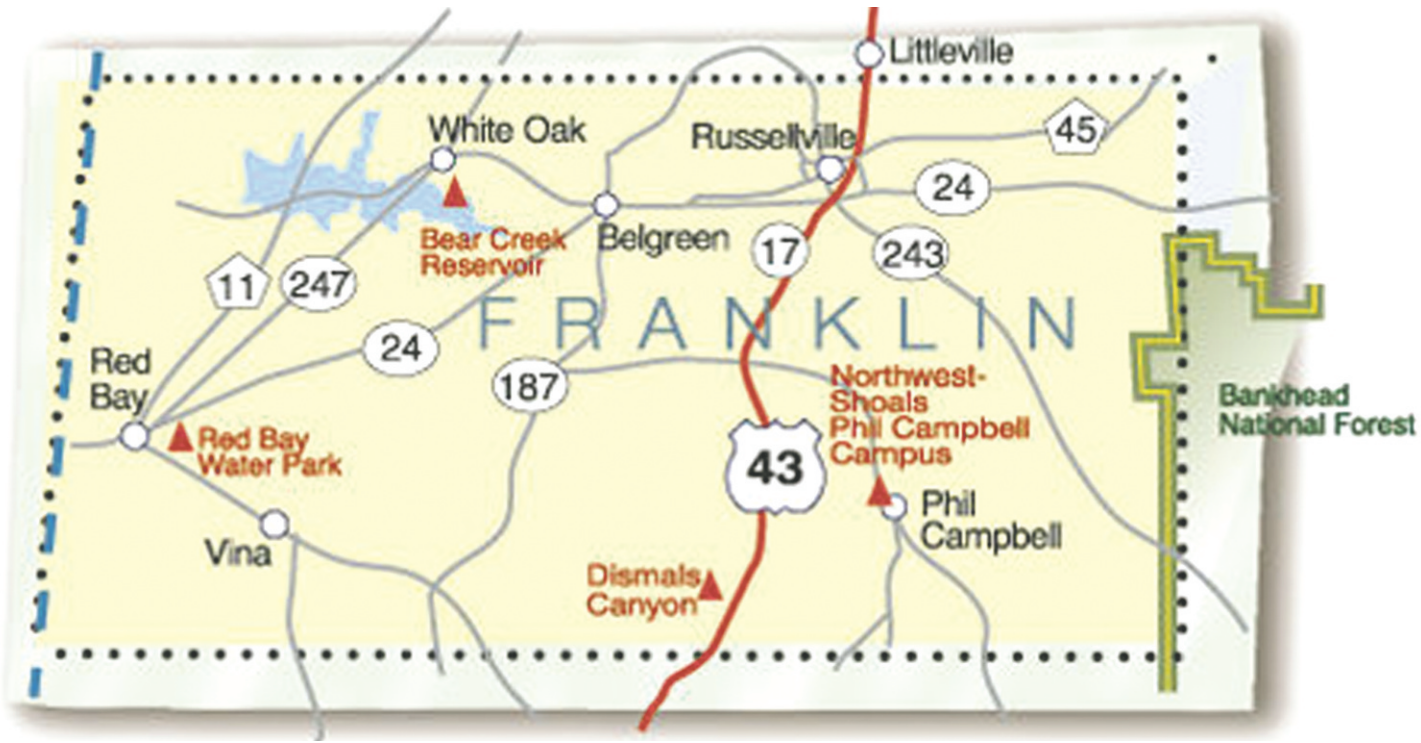 Littleville
White Oak
Russellville
45
24
Bear Creek
Reservoir
Belgreen
17
243
11
247
FRANKLIN
24
187
Red
Bay
Northwest-
Shoals
Phil Campbell
Campus
Bankhead
National Forest
Red Bay
Water Park
43
Phil
Campbell
Vina
Dismals
Canyon